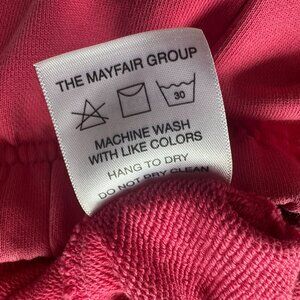 THE MAYFAIR GROUP
30
MACHINE WASH
WITH LIKE COLORS
HANG TO DRY
DO NOT DRY CLEAN